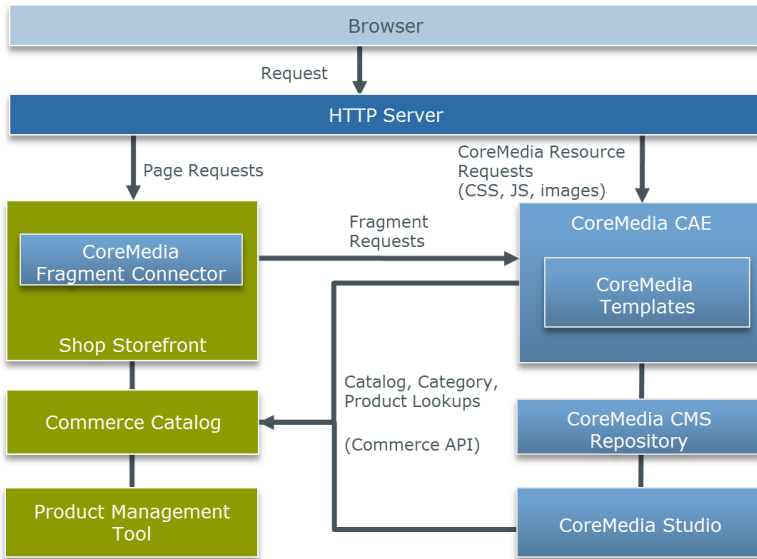 Browser
Request
HTTP Server
Page Requests
CoreMedia Resource
Requests
(CSS, JS, images)
CoreMedia
Fragment Connector
Shop Storefront
Fragment
Requests
CoreMedia CAE
CoreMedia
Templates
Catalog, Category,
Product Lookups
(Commerce API)
Commerce Catalog
CoreMedia CMS
Repository
Product Management
Tool
CoreMedia Studio